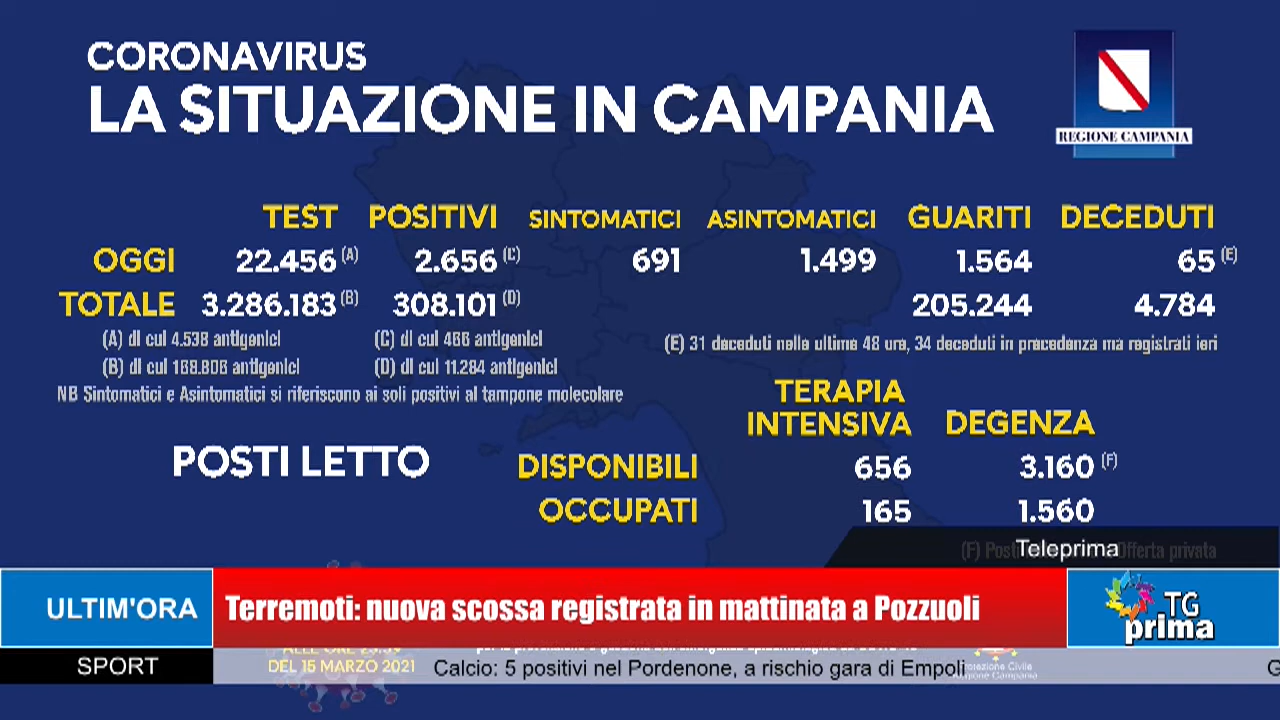 CORONAVIRUS
LA SITUAZIONE IN CAMPANIA
REGIONE CAMPANIA
TEST POSITIVI SINTOMATICI ASINTOMATICI GUARITI DECEDUTI
OGGI 22.456 (A) 2.656 (C) 691 1.499 1.564 65 (E)
TOTALE 3.286.183 (B) 308.101 (D) 205.244 4.784
(A) di cui 4.538 antigenici (C) di cui 466 antigenici (E) 31 deceduti nelle ultime 48 ore, 34 deceduti in precedenza ma registrati ieri
(B) di cui 168.806 antigenici (D) di cui 11.284 antigenici
NB Sintomatici e Asintomatici si riferiscono ai soli positivi al tampone molecolare
TERAPIA
INTENSIVA DEGENZA
POSTI LETTO DISPONIBILI 656 3.160 (F)
OCCUPATI 165 1.560
(F) Offerta privata
Teleprima
ULTIM'ORA Terremoti: nuova scossa registrata in mattinata a Pozzuoli TG
prima
DEL 15 MARZO 2021
SPORT Calcio: 5 positivi nel Pordenone, a rischio gara di Empoli G
Protezione Civile
Regione Campania